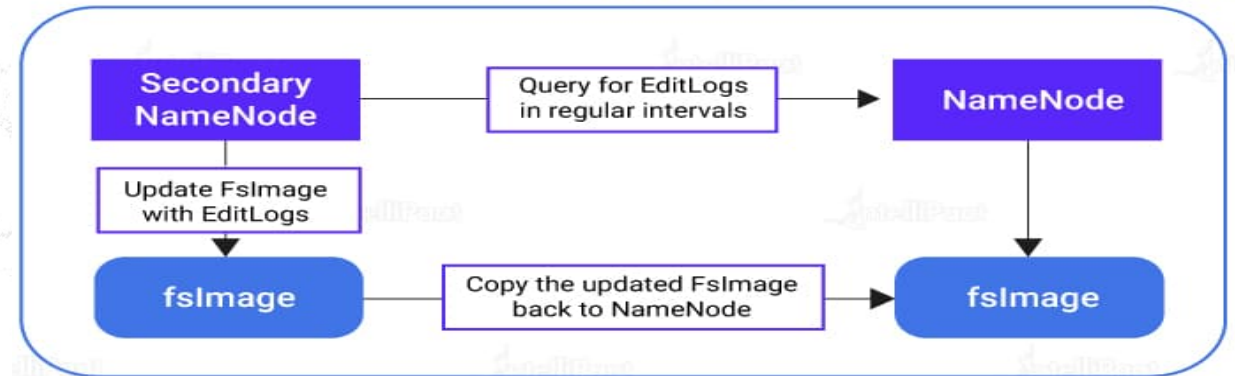 Secondary
NameNode
Query for EditLogs
in regular intervals
NameNode
Update FsImage
with EditLogs
fsImage
Copy the updated FsImage
back to NameNode
fsImage